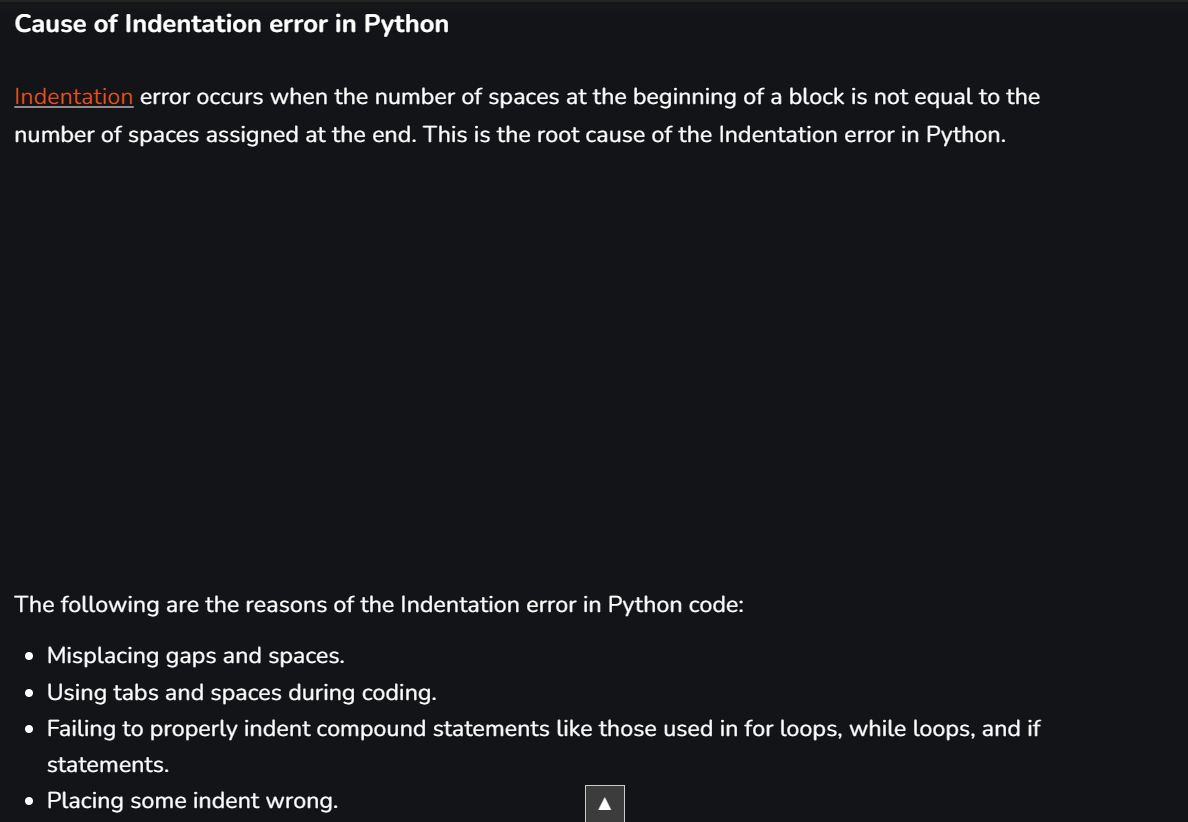 Cause of Indentation error in Python
Indentation error occurs when the number of spaces at the beginning of a block is not equal to the
number of spaces assigned at the end. This is the root cause of the Indentation error in Python.
The following are the reasons of the Indentation error in Python code:
• Misplacing gaps and spaces.
• Using tabs and spaces during coding.
• Failing to properly indent compound statements like those used in for loops, while loops, and if
statements.
• Placing some indent wrong.